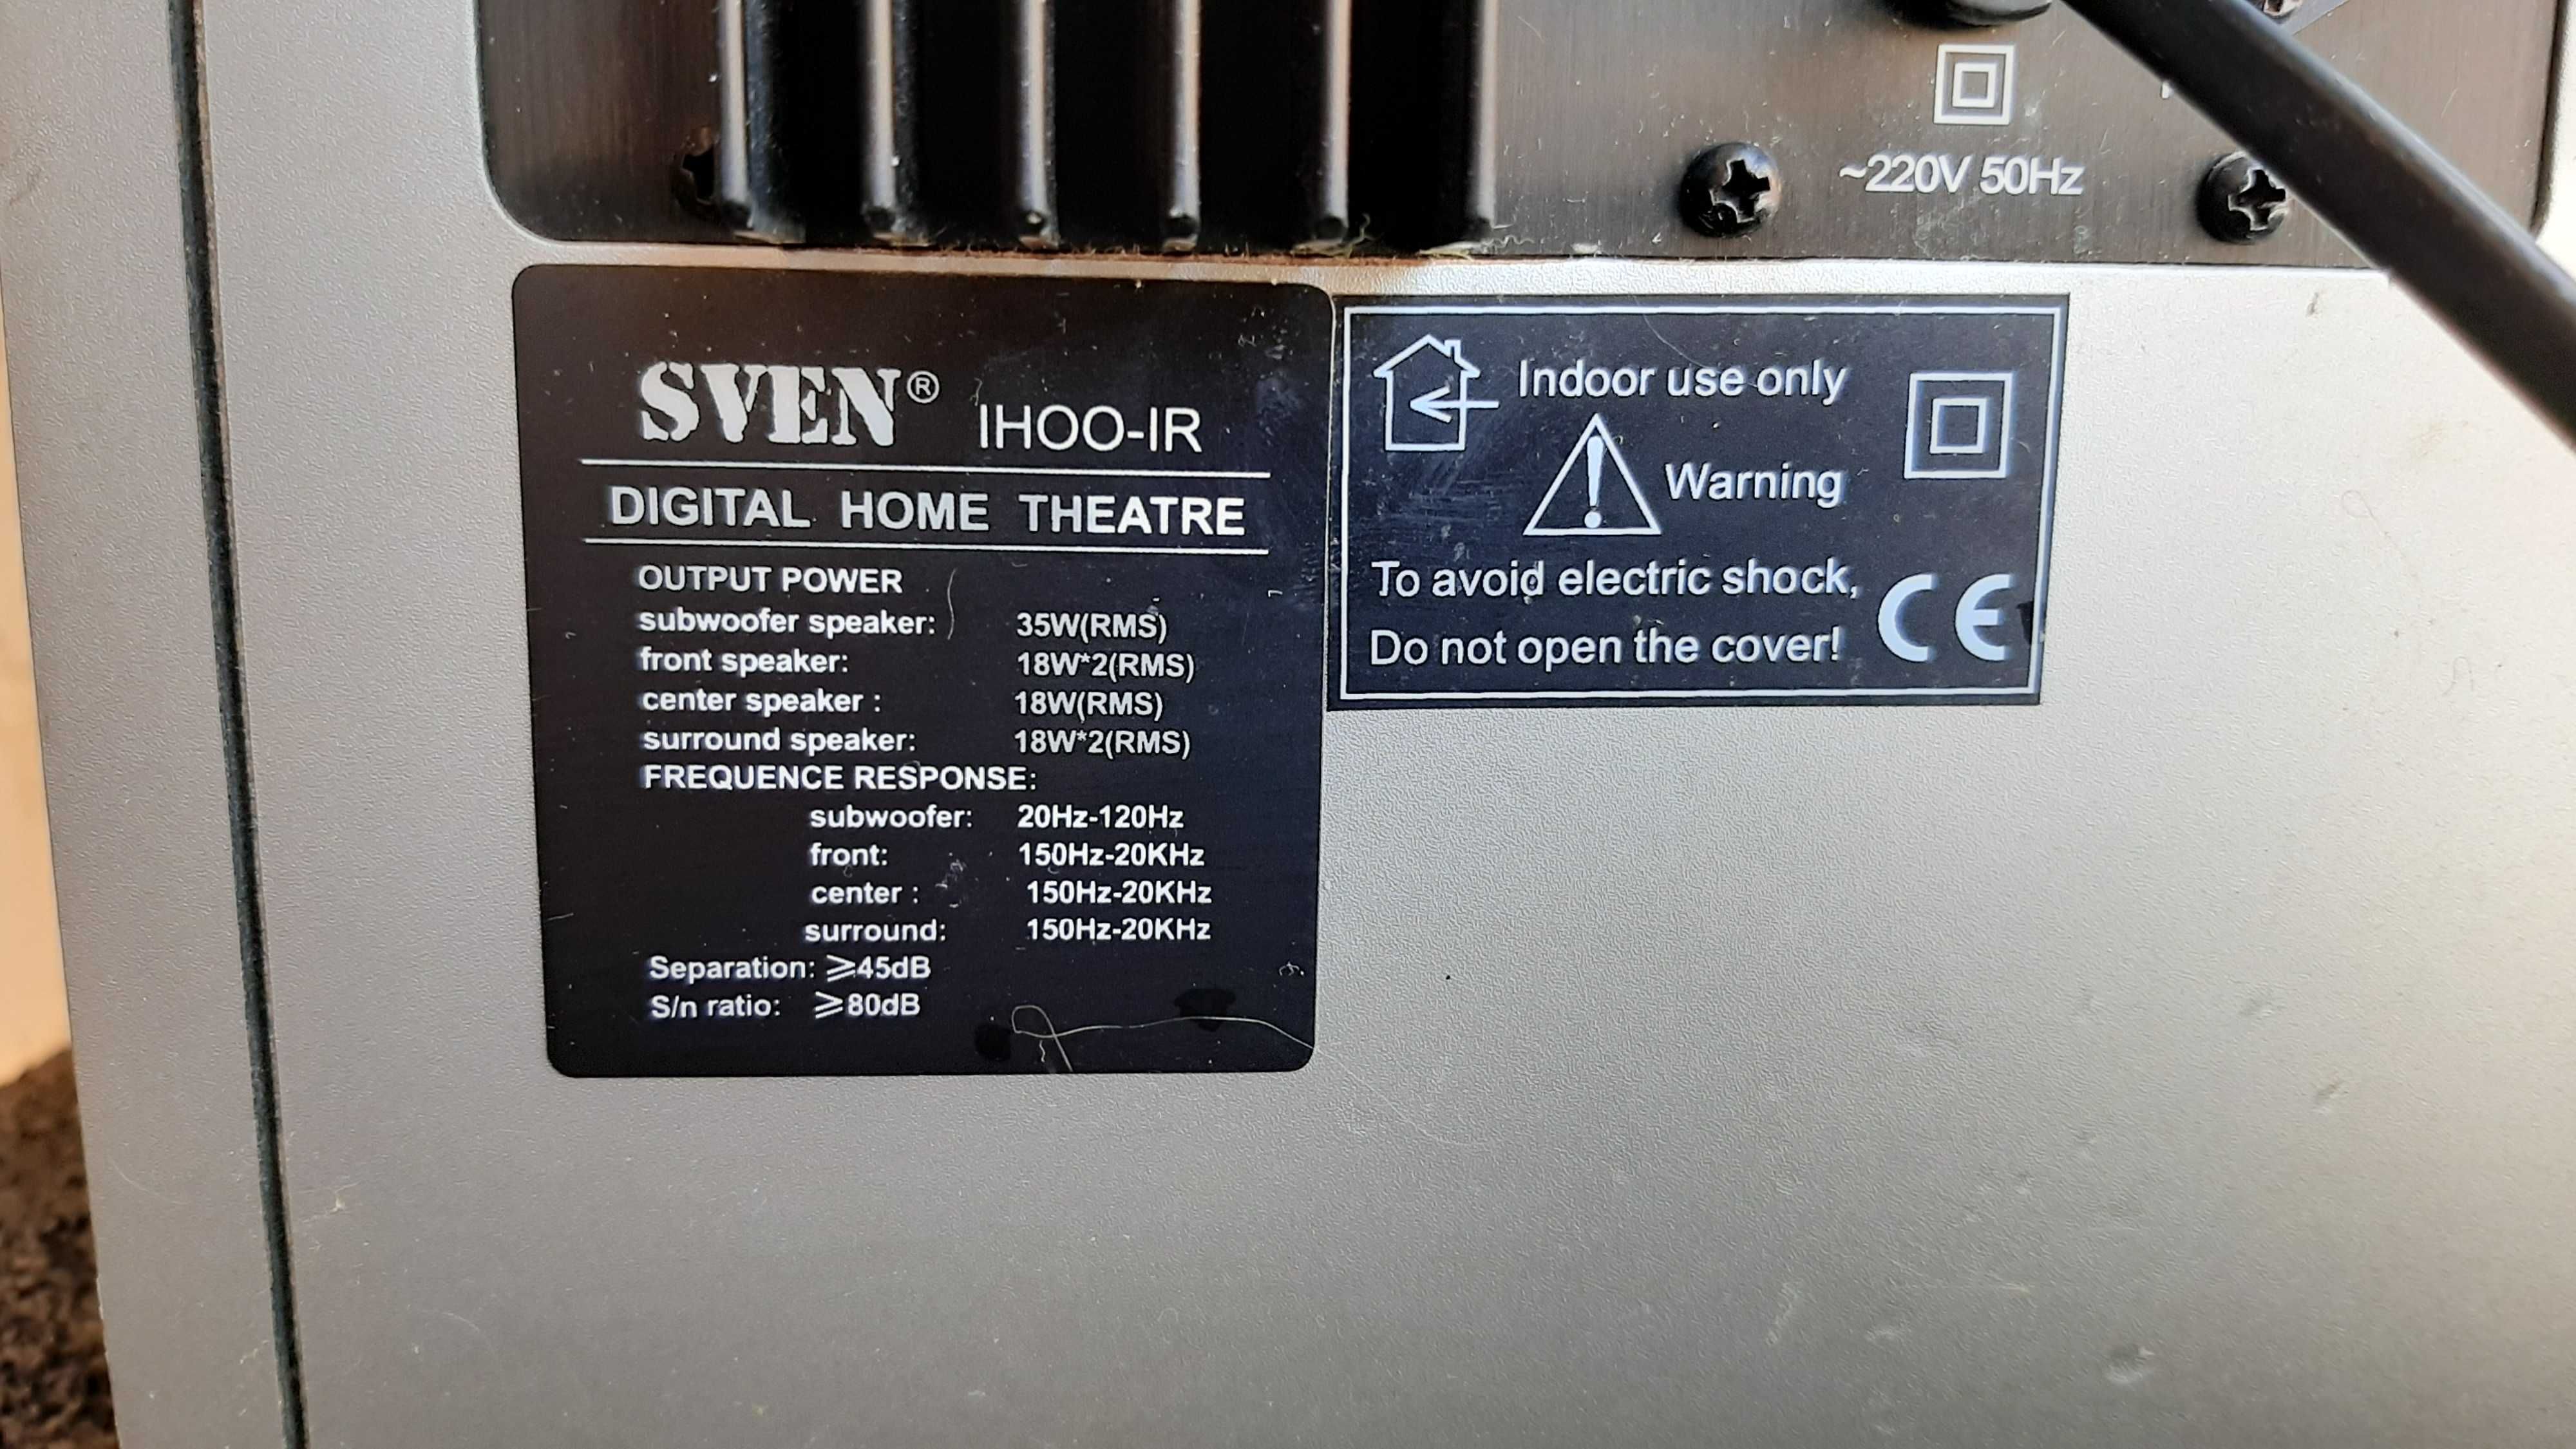 ~220V 50Hz
SVEN® IHOO-IR
DIGITAL HOME THEATRE
OUTPUT POWER
subwoofer speaker: 35W(RMS)
front speaker: 18W*2(RMS)
center speaker : 18W(RMS)
surround speaker: 18W*2(RMS)
FREQUENCE RESPONSE:
subwoofer: 20Hz-120Hz
front: 150Hz-20KHz
center : 150Hz-20KHz
surround: 150Hz-20KHz
Separation: ≥45dB
S/n ratio: ≥80dB
Indoor use only
Warning
To avoid electric shock,
Do not open the cover!
CE